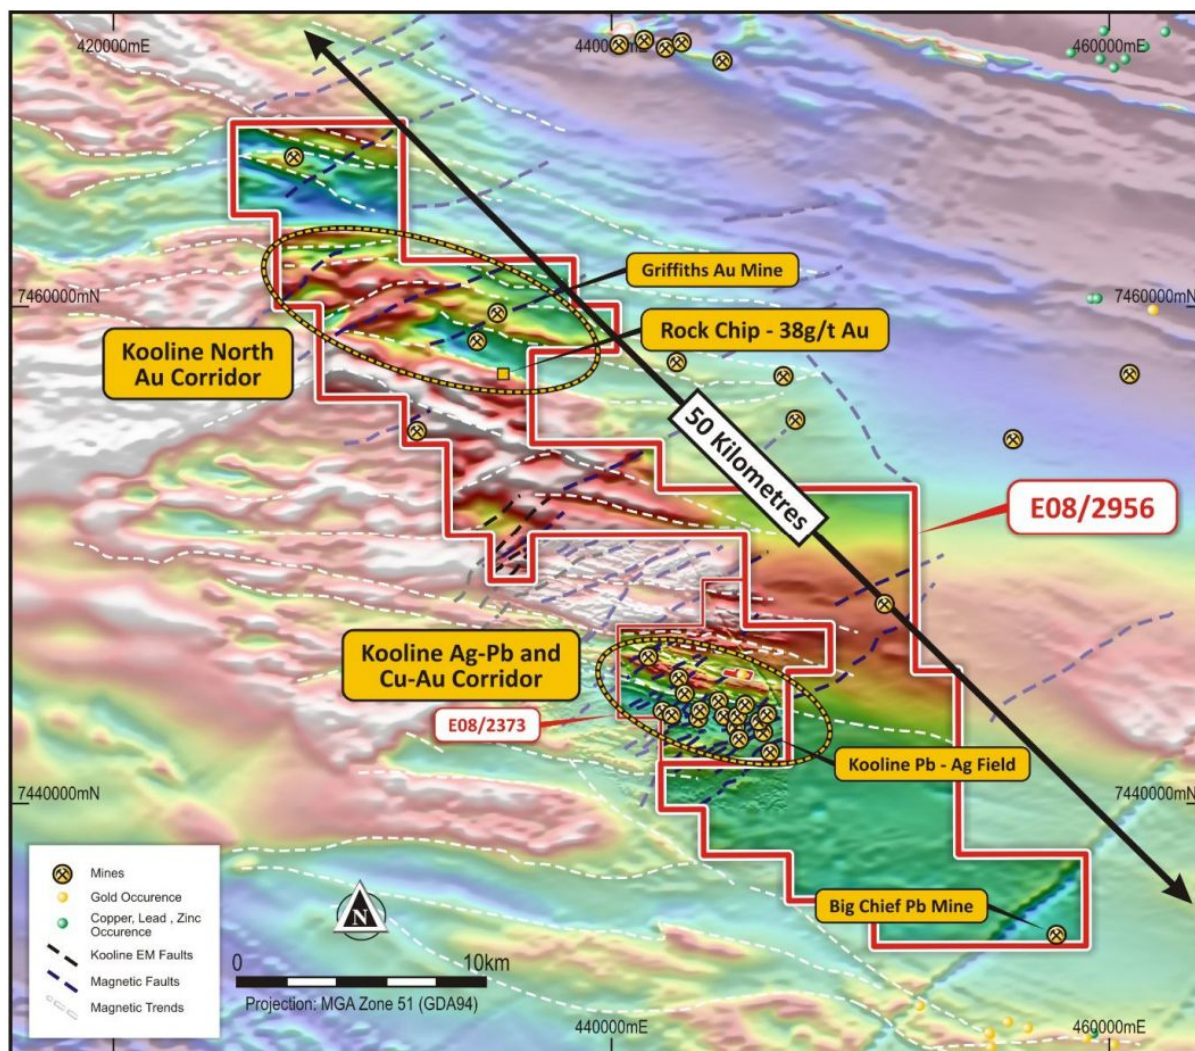 420000mE
440000mE
460000mE
Griffiths Au Mine
7460000mN
7460000mN
Rock Chip - 38g/t Au
Kooline North
Au Corridor
50 Kilometres
E08/2956
Kooline Ag-Pb and
Cu-Au Corridor
E08/2373
Kooline Pb - Ag Field
7440000mN
7440000mN
Mines
Gold Occurence
Copper, Lead , Zinc
Occurence
Kooline EM Faults
Magnetic Faults
Magnetic Trends
N
Big Chief Pb Mine
0
10km
Projection: MGA Zone 51 (GDA94)
440000mE
460000mE